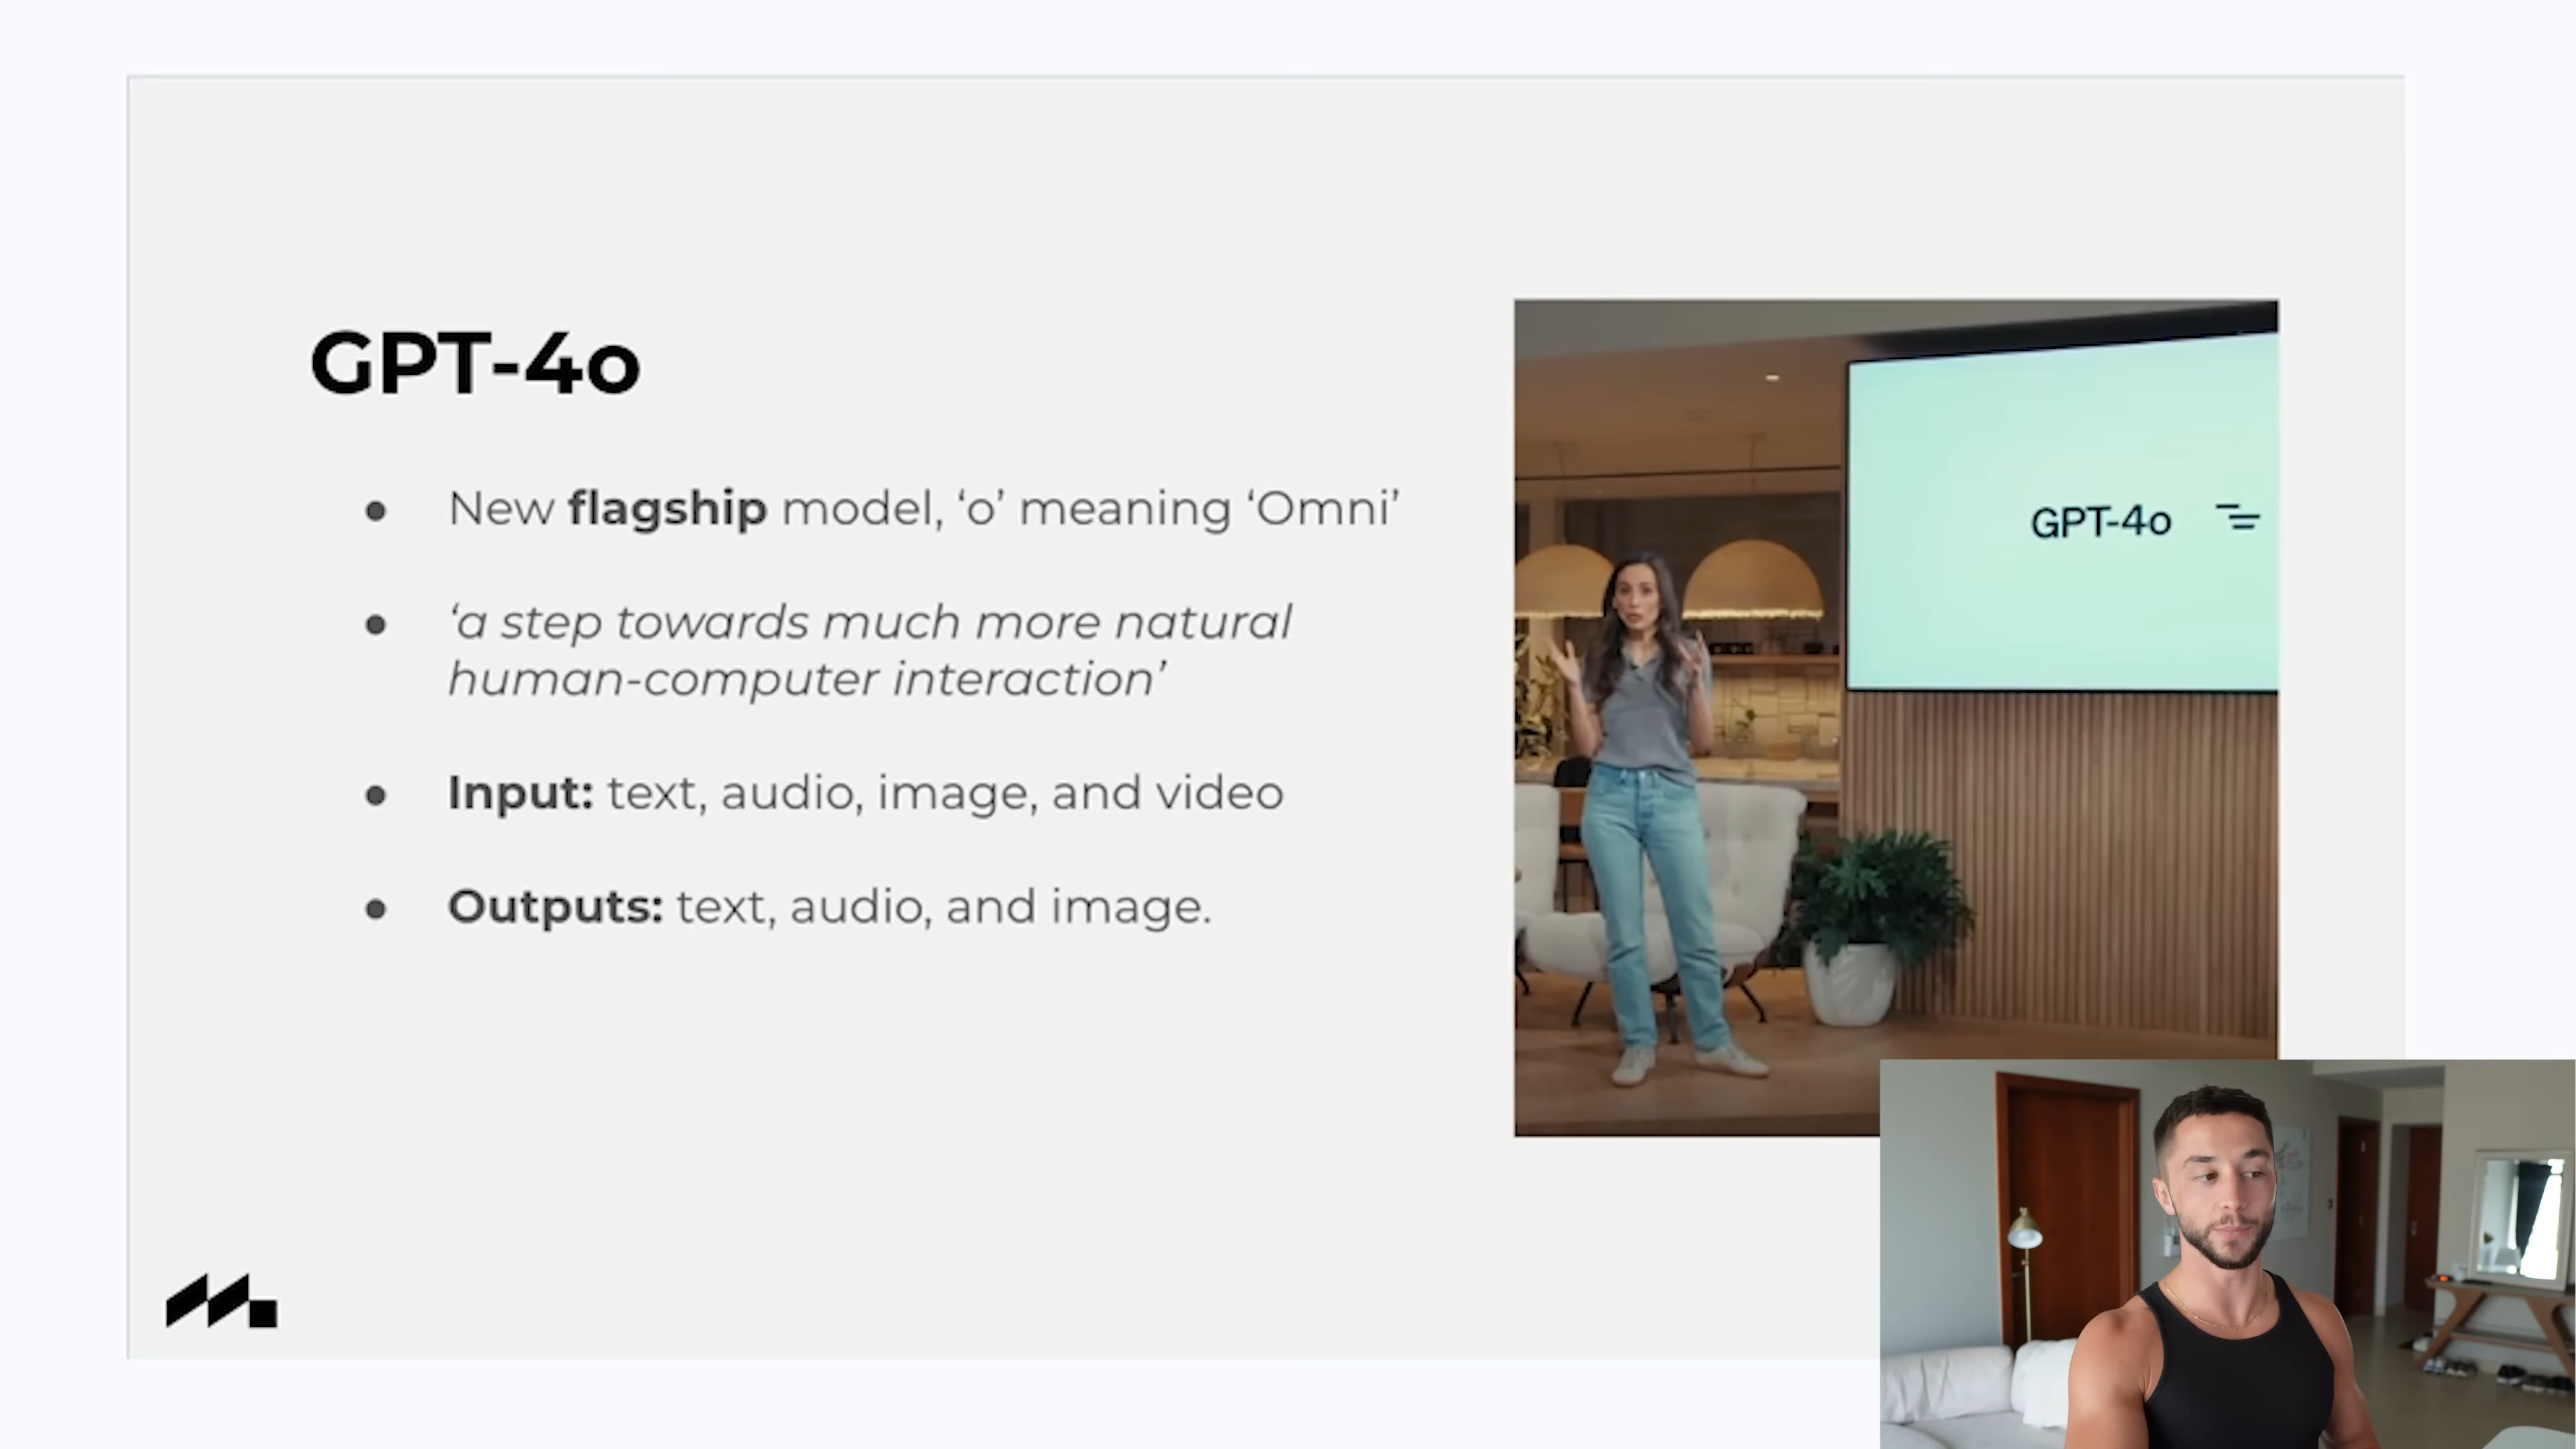 GPT-4o
● New flagship model, ‘o’ meaning ‘Omni’
● ‘a step towards much more natural
human-computer interaction’
● Input: text, audio, image, and video
● Outputs: text, audio, and image.
GPT-4o